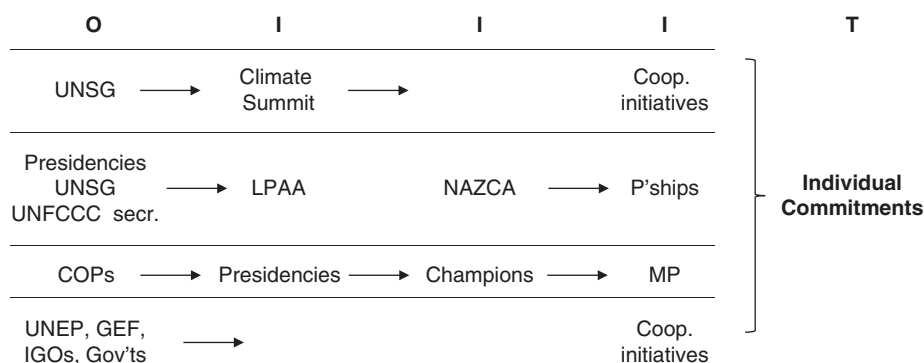 O I I I T
UNSG
Climate
Summit
Coop.
initiatives
Presidencies
UNSG
UNFCCC secr.
LPAA
NAZCA
P'ships
Individual
Commitments
COPs
Presidencies
Champions
MP
UNEP, GEF,
IGOs, Gov'ts
Coop.
initiatives